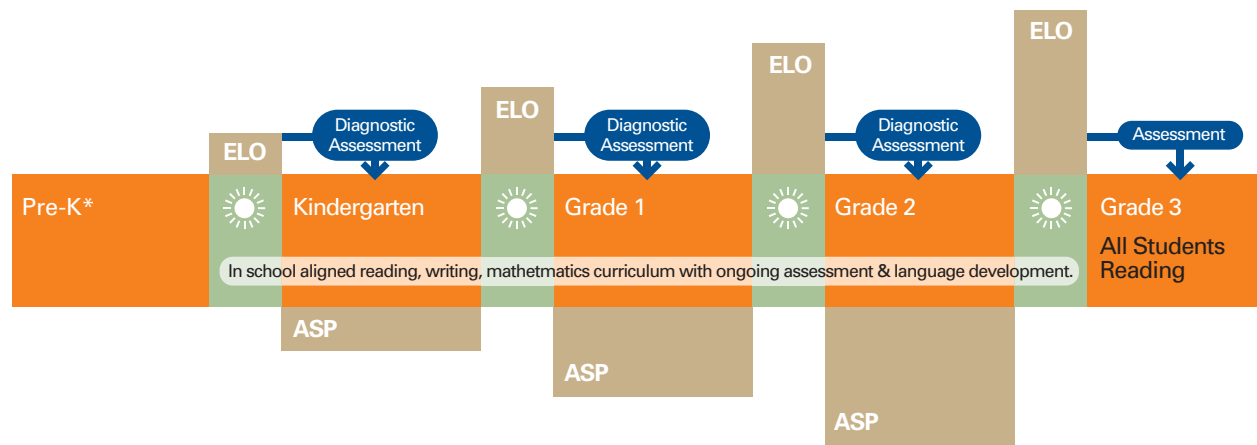 ELO
ELO
ELO
ELO
Diagnostic
Assessment
Diagnostic
Assessment
Diagnostic
Assessment
Assessment
Pre-K*
Kindergarten
Grade 1
Grade 2
Grade 3
All Students
Reading
In school aligned reading, writing, mathetmatics curriculum with ongoing assessment & language development.
ASP
ASP
ASP